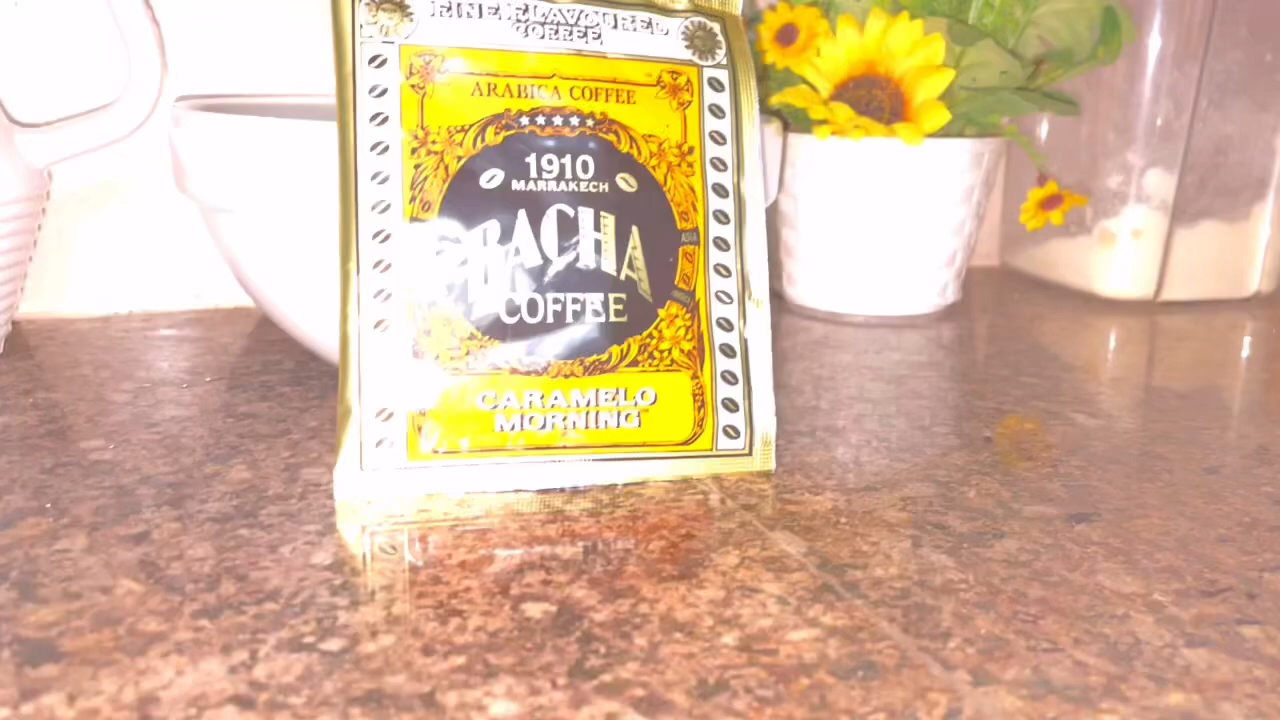 FINE FLAVOURED
COFFEE
ARABICA COFFEE
1910
MARRAKECH
BACHA
COFFEE
CARAMELO
MORNING